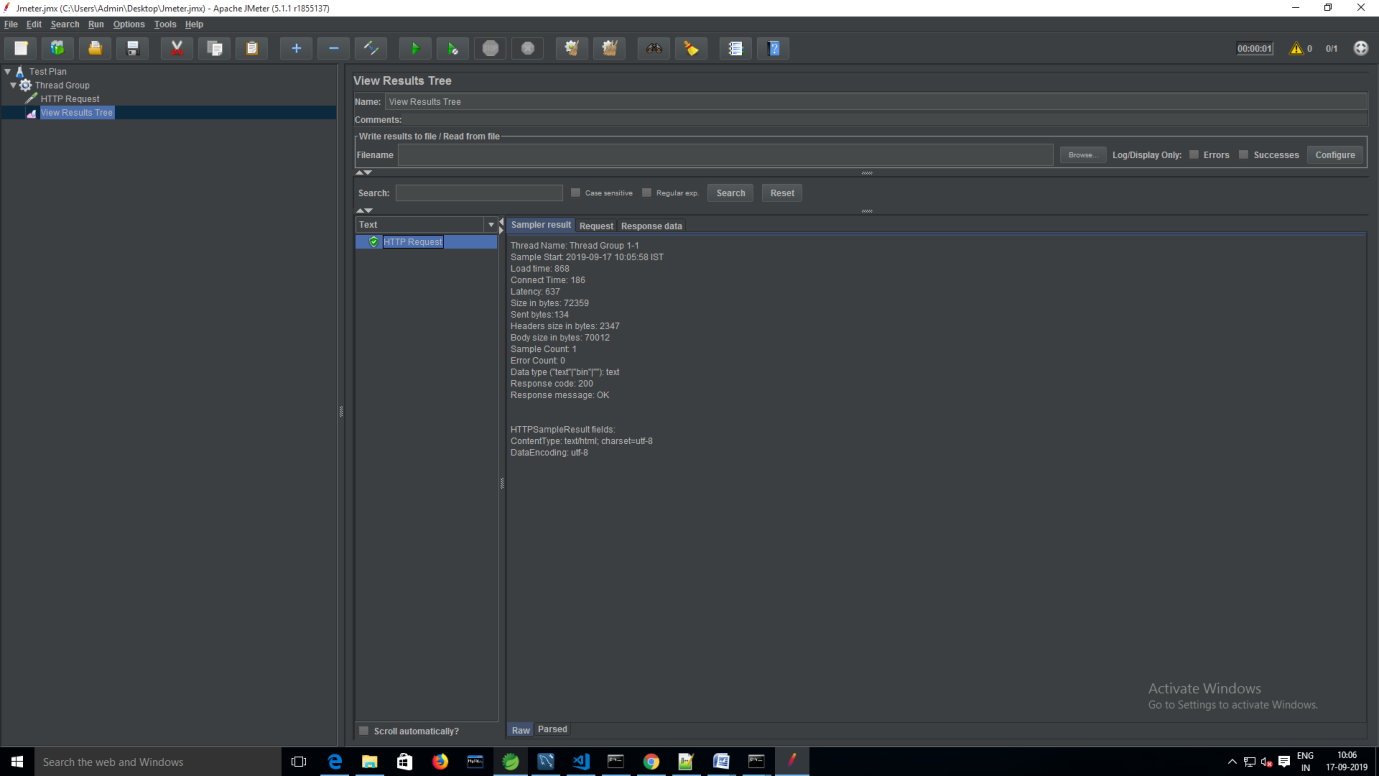 Jmeter.jmx (C:\Users\Admin\Desktop\Jmeter.jmx) - Apache JMeter (5.1.1 r1855137)
File Edit Search Run Options Tools Help
00:00:01 0 0/1
Test Plan
Thread Group
HTTP Request
View Results Tree
View Results Tree
Name: View Results Tree
Comments:
Write results to file / Read from file
Filename Browse... Log/Display Only: Errors Successes Configure
Search: Case sensitive Regular exp. Search Reset
Text
HTTP Request
Sampler result Request Response data
Thread Name: Thread Group 1-1
Sample Start: 2019-09-17 10:05:58 IST
Load time: 868
Connect Time: 186
Latency: 637
Size in bytes: 72359
Sent bytes:134
Headers size in bytes: 2347
Body size in bytes: 70012
Sample Count: 1
Error Count: 0
Data type ("text"|"bin"|""): text
Response code: 200
Response message: OK
HTTPSampleResult fields:
ContentType: text/html; charset=utf-8
DataEncoding: utf-8
Scroll automatically?
Raw Parsed
Activate Windows
Go to Settings to activate Windows.
Search the web and Windows
ENG
IN
10:06
17-09-2019